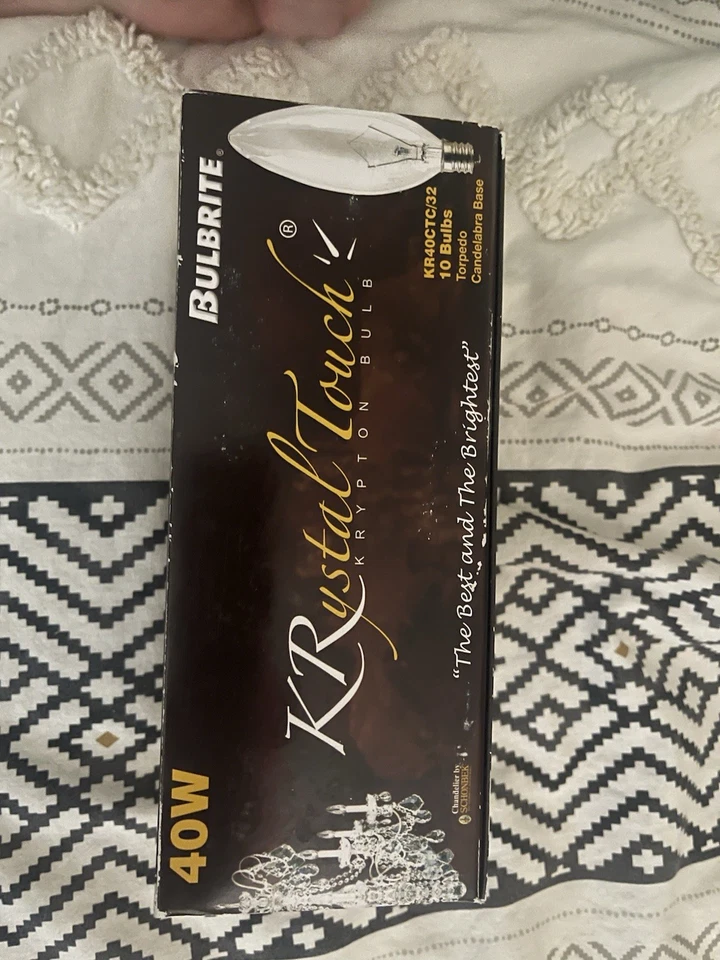 BULBRITE®
KRystal Touch®
KRYPTON BULB
KR40CTC/32
10 Bulbs
Torpedo
Candelabra Base
"The Best and The Brightest"
40W
Chandelier by
SCHONBEK